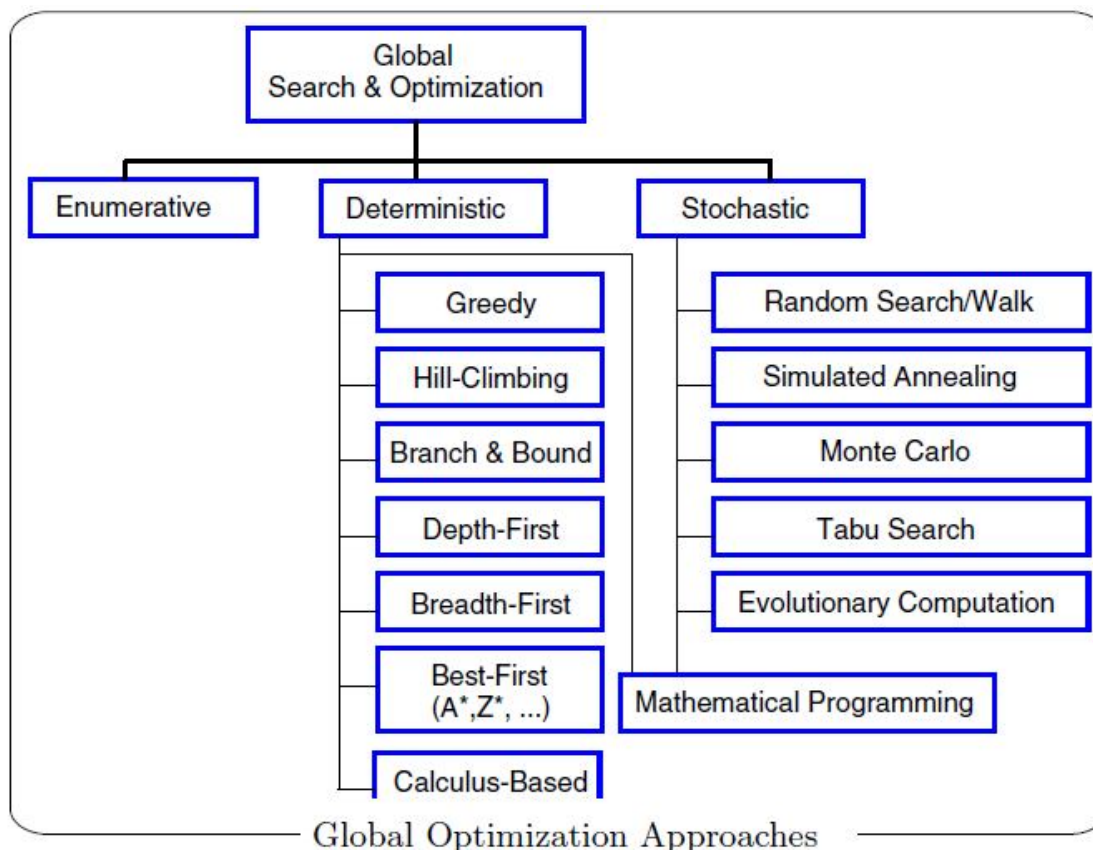 Global
Search & Optimization
Enumerative
Deterministic
Stochastic
Greedy
Hill-Climbing
Branch & Bound
Depth-First
Breadth-First
Best-First
(A*,Z*, ...)
Calculus-Based
Random Search/Walk
Simulated Annealing
Monte Carlo
Tabu Search
Evolutionary Computation
Mathematical Programming
Global Optimization Approaches